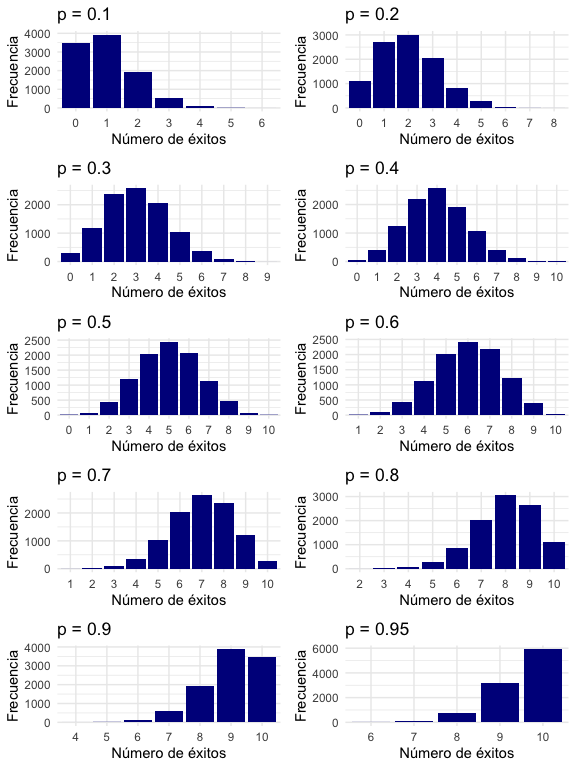 p = 0.1
Frecuencia
4000
3000
2000
1000
0
0 1 2 3 4 5 6
Número de éxitos
p = 0.2
Frecuencia
3000
2000
1000
0
0 1 2 3 4 5 6 7 8
Número de éxitos
p = 0.3
Frecuencia
2000
1000
0
0 1 2 3 4 5 6 7 8 9
Número de éxitos
p = 0.4
Frecuencia
2000
1000
0
0 1 2 3 4 5 6 7 8 9 10
Número de éxitos
p = 0.5
Frecuencia
2500
2000
1500
1000
500
0
0 1 2 3 4 5 6 7 8 9 10
Número de éxitos
p = 0.6
Frecuencia
2500
2000
1500
1000
500
0
1 2 3 4 5 6 7 8 9 10
Número de éxitos
p = 0.7
Frecuencia
2000
1000
0
1 2 3 4 5 6 7 8 9 10
Número de éxitos
p = 0.8
Frecuencia
3000
2000
1000
0
2 3 4 5 6 7 8 9 10
Número de éxitos
p = 0.9
Frecuencia
4000
3000
2000
1000
0
4 5 6 7 8 9 10
Número de éxitos
p = 0.95
Frecuencia
6000
4000
2000
0
6 7 8 9 10
Número de éxitos